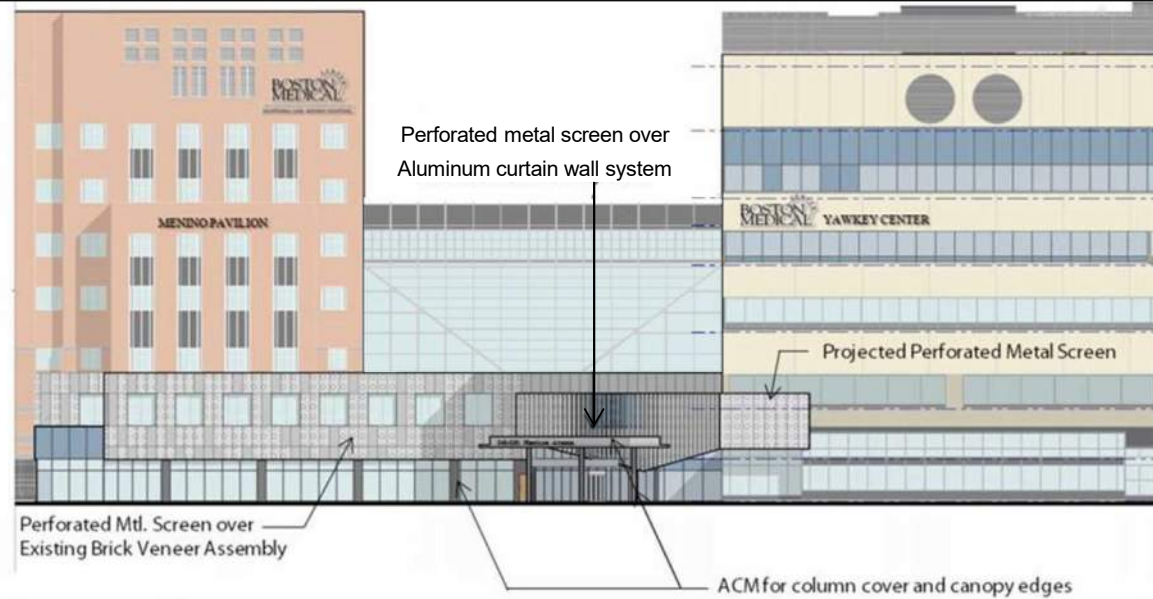 BOSTON
MEDICAL
Perforated metal screen over
Aluminum curtain wall system
MENINO PAVILION
BOSTON
MEDICAL
YAWKEY CENTER
Projected Perforated Metal Screen
Perforated Mtl. Screen over
Existing Brick Veneer Assembly
ACM for column cover and canopy edges